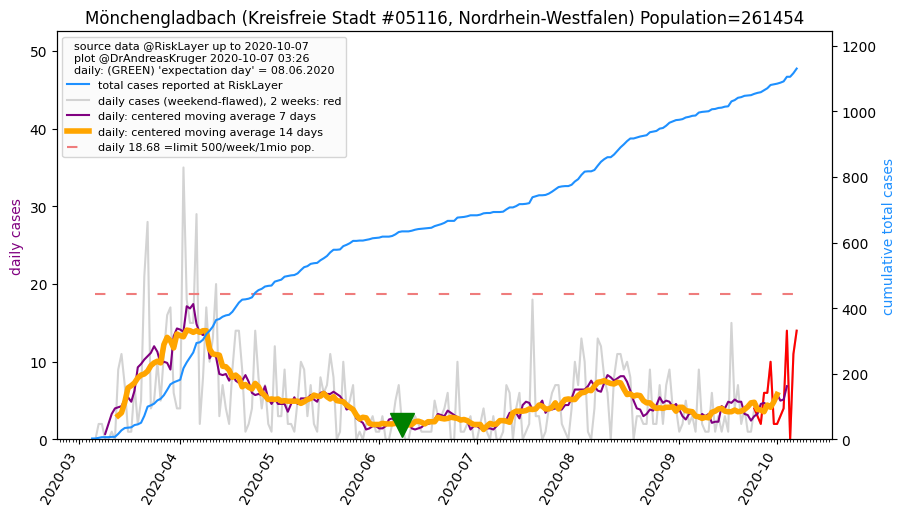 Mönchengladbach (Kreisfreie Stadt #05116, Nordrhein-Westfalen) Population=261454
source data @RiskLayer up to 2020-10-07
plot @DrAndreasKruger 2020-10-07 03:26
daily: (GREEN) 'expectation day' = 08.06.2020
total cases reported at RiskLayer
daily cases (weekend-flawed), 2 weeks: red
daily: centered moving average 7 days
daily: centered moving average 14 days
daily 18.68 =limit 500/week/1mio pop.
daily cases
50
40
30
20
10
0
cumulative total cases
1200
1000
800
600
400
200
0
2020-03
2020-04
2020-05
2020-06
2020-07
2020-08
2020-09
2020-10